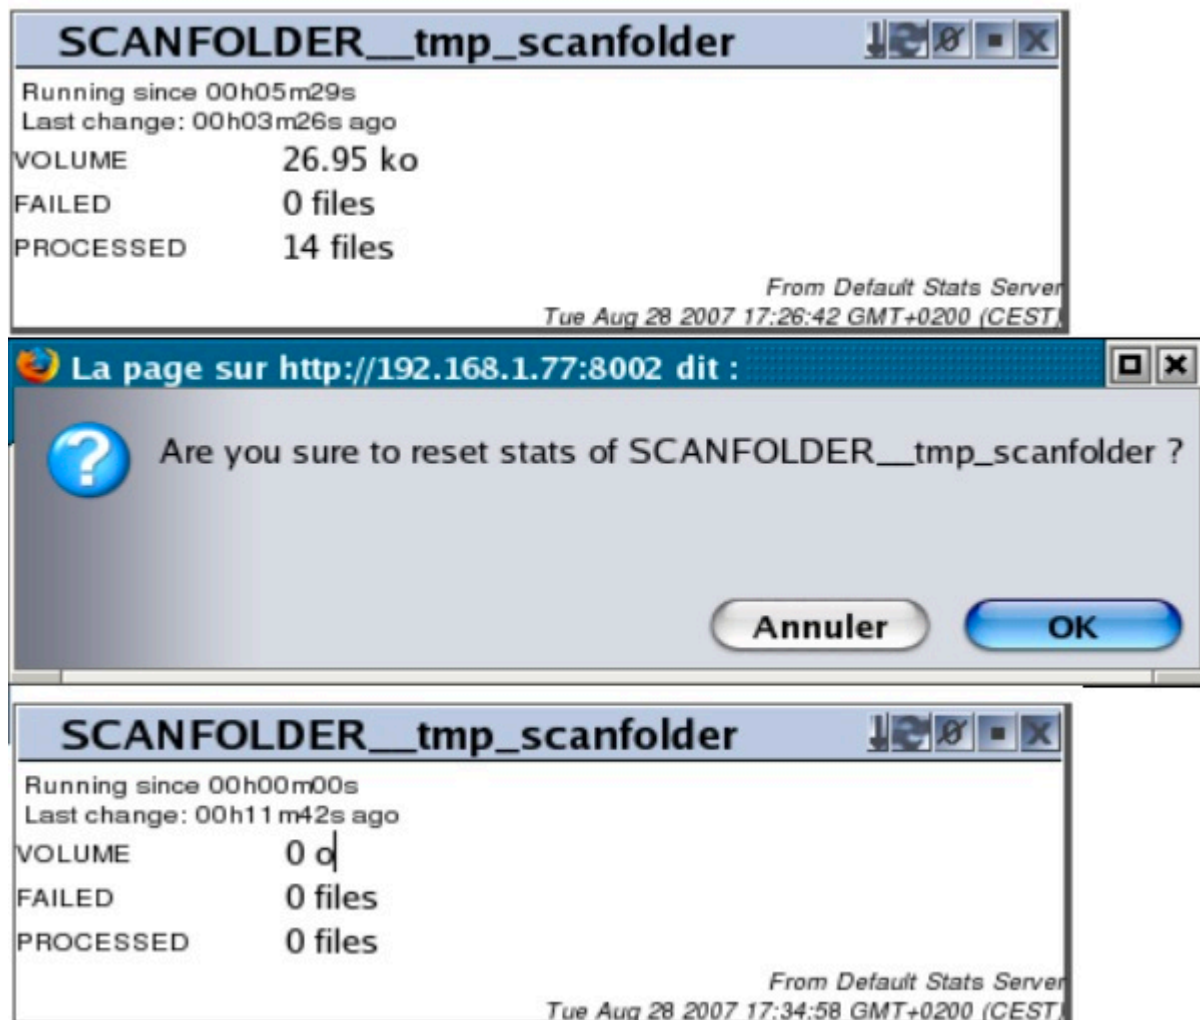 SCANFOLDER__tmp_scanfolder
Running since 00h05m29s
Last change: 00h03m26s ago
VOLUME 26.95 ko
FAILED 0 files
PROCESSED 14 files
From Default Stats Server
Tue Aug 28 2007 17:26:42 GMT+0200 (CEST)
La page sur http://192.168.1.77:8002 dit :
Are you sure to reset stats of SCANFOLDER__tmp_scanfolder ?
Annuler OK
SCANFOLDER__tmp_scanfolder
Running since 00h00m00s
Last change: 00h11m42s ago
VOLUME 0 o
FAILED 0 files
PROCESSED 0 files
From Default Stats Server
Tue Aug 28 2007 17:34:58 GMT+0200 (CEST)